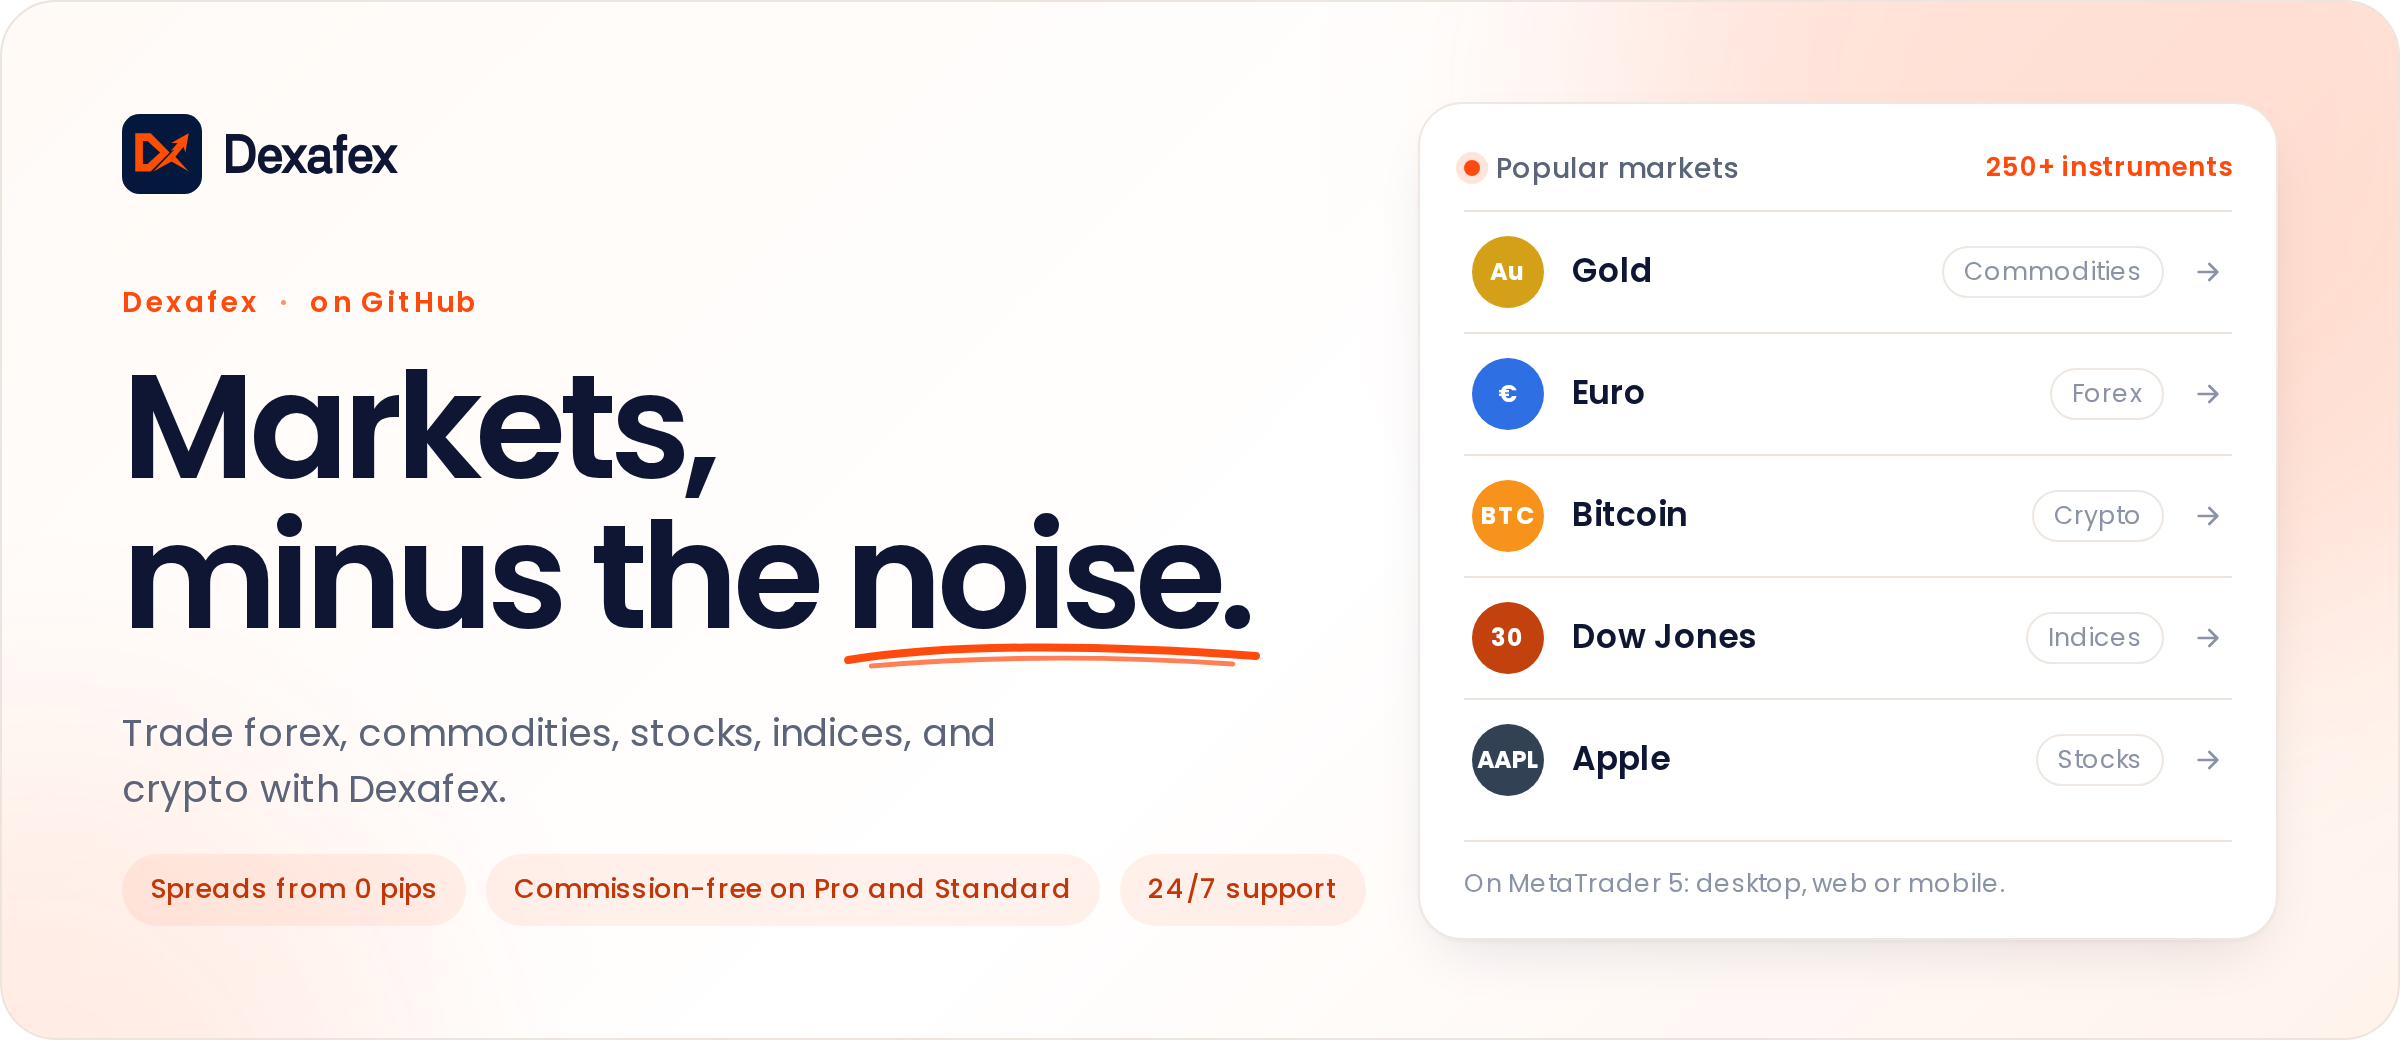 Dexafex
Dexafex · on GitHub
Markets,
minus the noise.
Trade forex, commodities, stocks, indices, and
crypto with Dexafex.
Spreads from 0 pips
Commission-free on Pro and Standard
24/7 support
Popular markets
250+ instruments
Au Gold Commodities →
€ Euro Forex →
BTC Bitcoin Crypto →
30 Dow Jones Indices →
AAPL Apple Stocks →
On MetaTrader 5: desktop, web or mobile.